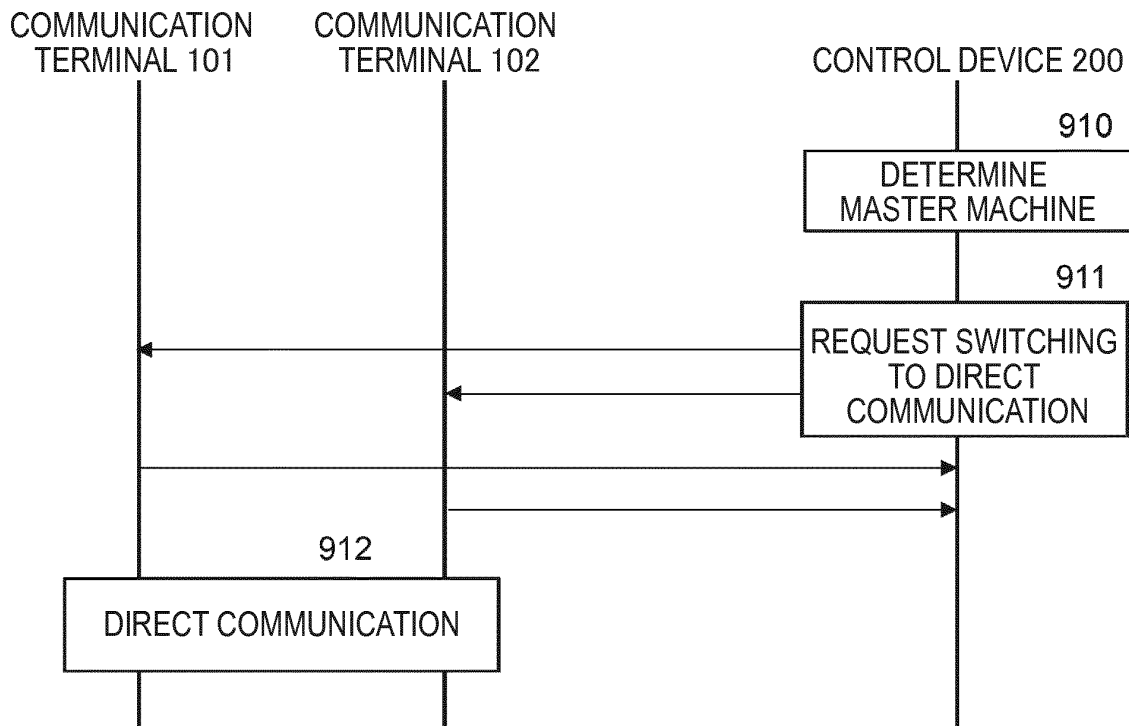 COMMUNICATION
TERMINAL 101
COMMUNICATION
TERMINAL 102
CONTROL DEVICE 200
910
DETERMINE
MASTER MACHINE
911
REQUEST SWITCHING
TO DIRECT
COMMUNICATION
912
DIRECT COMMUNICATION